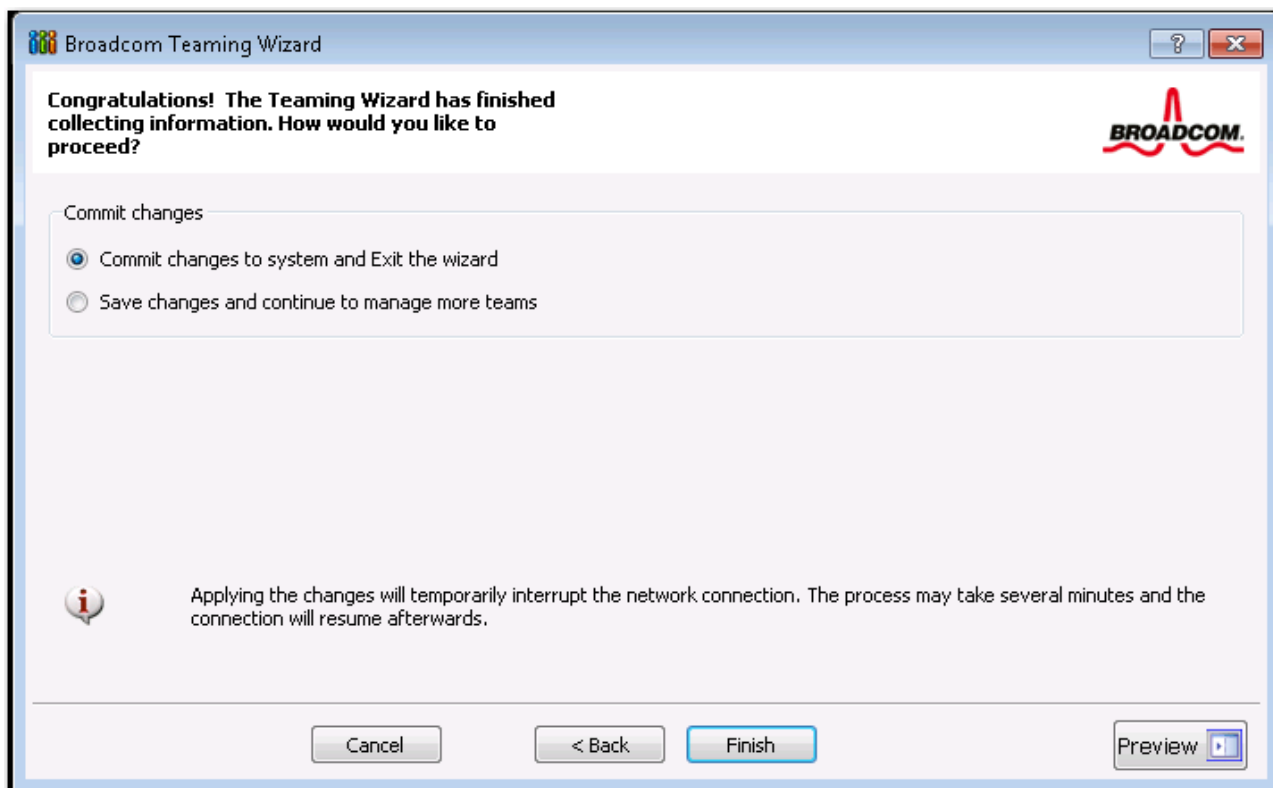 Broadcom Teaming Wizard
Congratulations! The Teaming Wizard has finished
collecting information. How would you like to
proceed?
BROADCOM.
Commit changes
Commit changes to system and Exit the wizard
Save changes and continue to manage more teams
Applying the changes will temporarily interrupt the network connection. The process may take several minutes and the
connection will resume afterwards.
Cancel
< Back
Finish
Preview